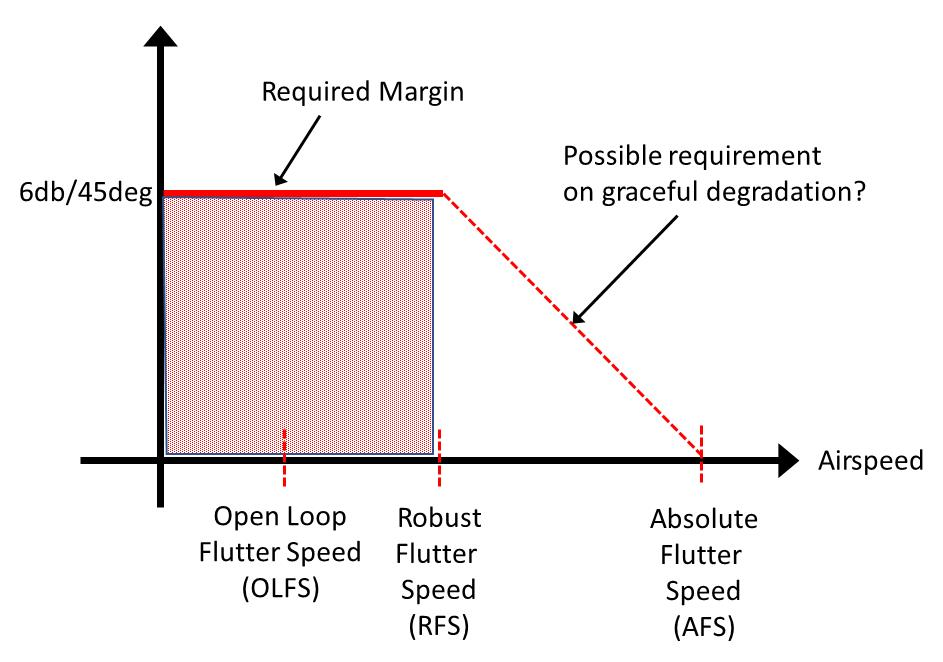 Required Margin
Possible requirement
on graceful degradation?
6db/45deg
Airspeed
Open Loop
Flutter Speed
(OLFS)
Robust
Flutter
Speed
(RFS)
Absolute
Flutter
Speed
(AFS)